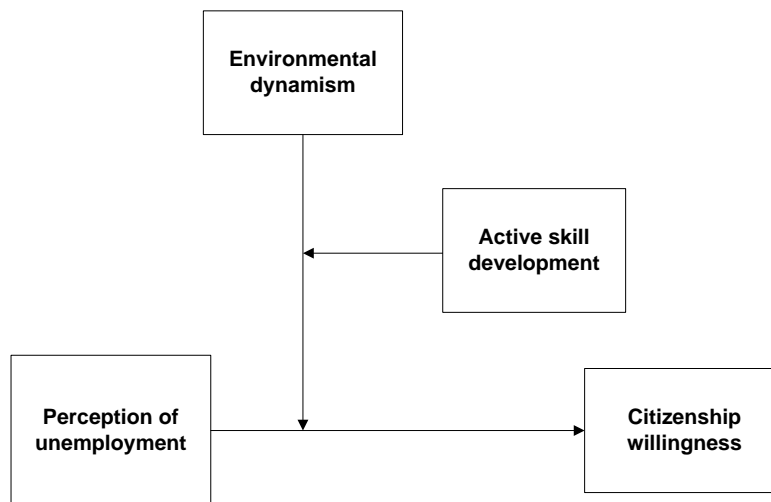 Environmental
dynamism
Active skill
development
Perception of
unemployment
Citizenship
willingness